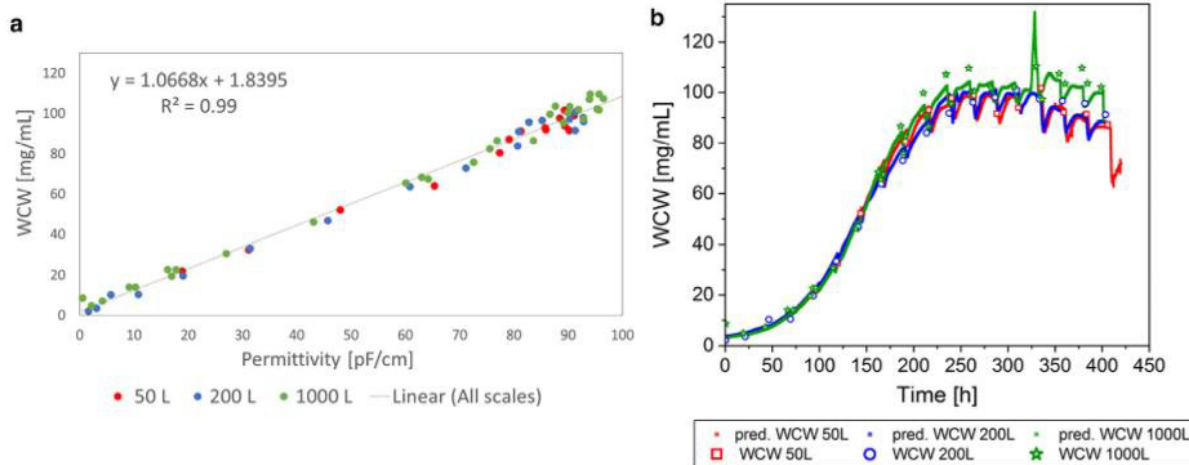 a
y = 1.0668x + 1.8395
R² = 0.99
WCW [mg/mL]
120
100
80
60
40
20
0
0 10 20 30 40 50 60 70 80 90 100
Permittivity [pF/cm]
50 L 200 L 1000 L Linear (All scales)
b
WCW [mg/mL]
120
100
80
60
40
20
0
0 50 100 150 200 250 300 350 400 450
Time [h]
pred. WCW 50L pred. WCW 200L pred. WCW 1000L
WCW 50L WCW 200L WCW 1000L